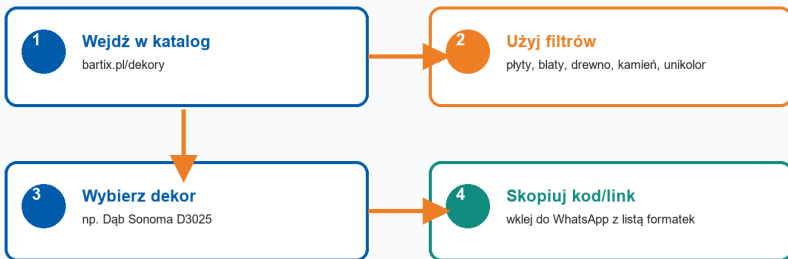 1
Wejdź w katalog
bartix.pl/dekory
2
Użyj filtrów
płyty, blaty, drewno, kamień, unikolor
3
Wybierz dekor
np. Dąb Sonoma D3025
4
Skopiuj kod/link
wklej do WhatsApp z listą formatek